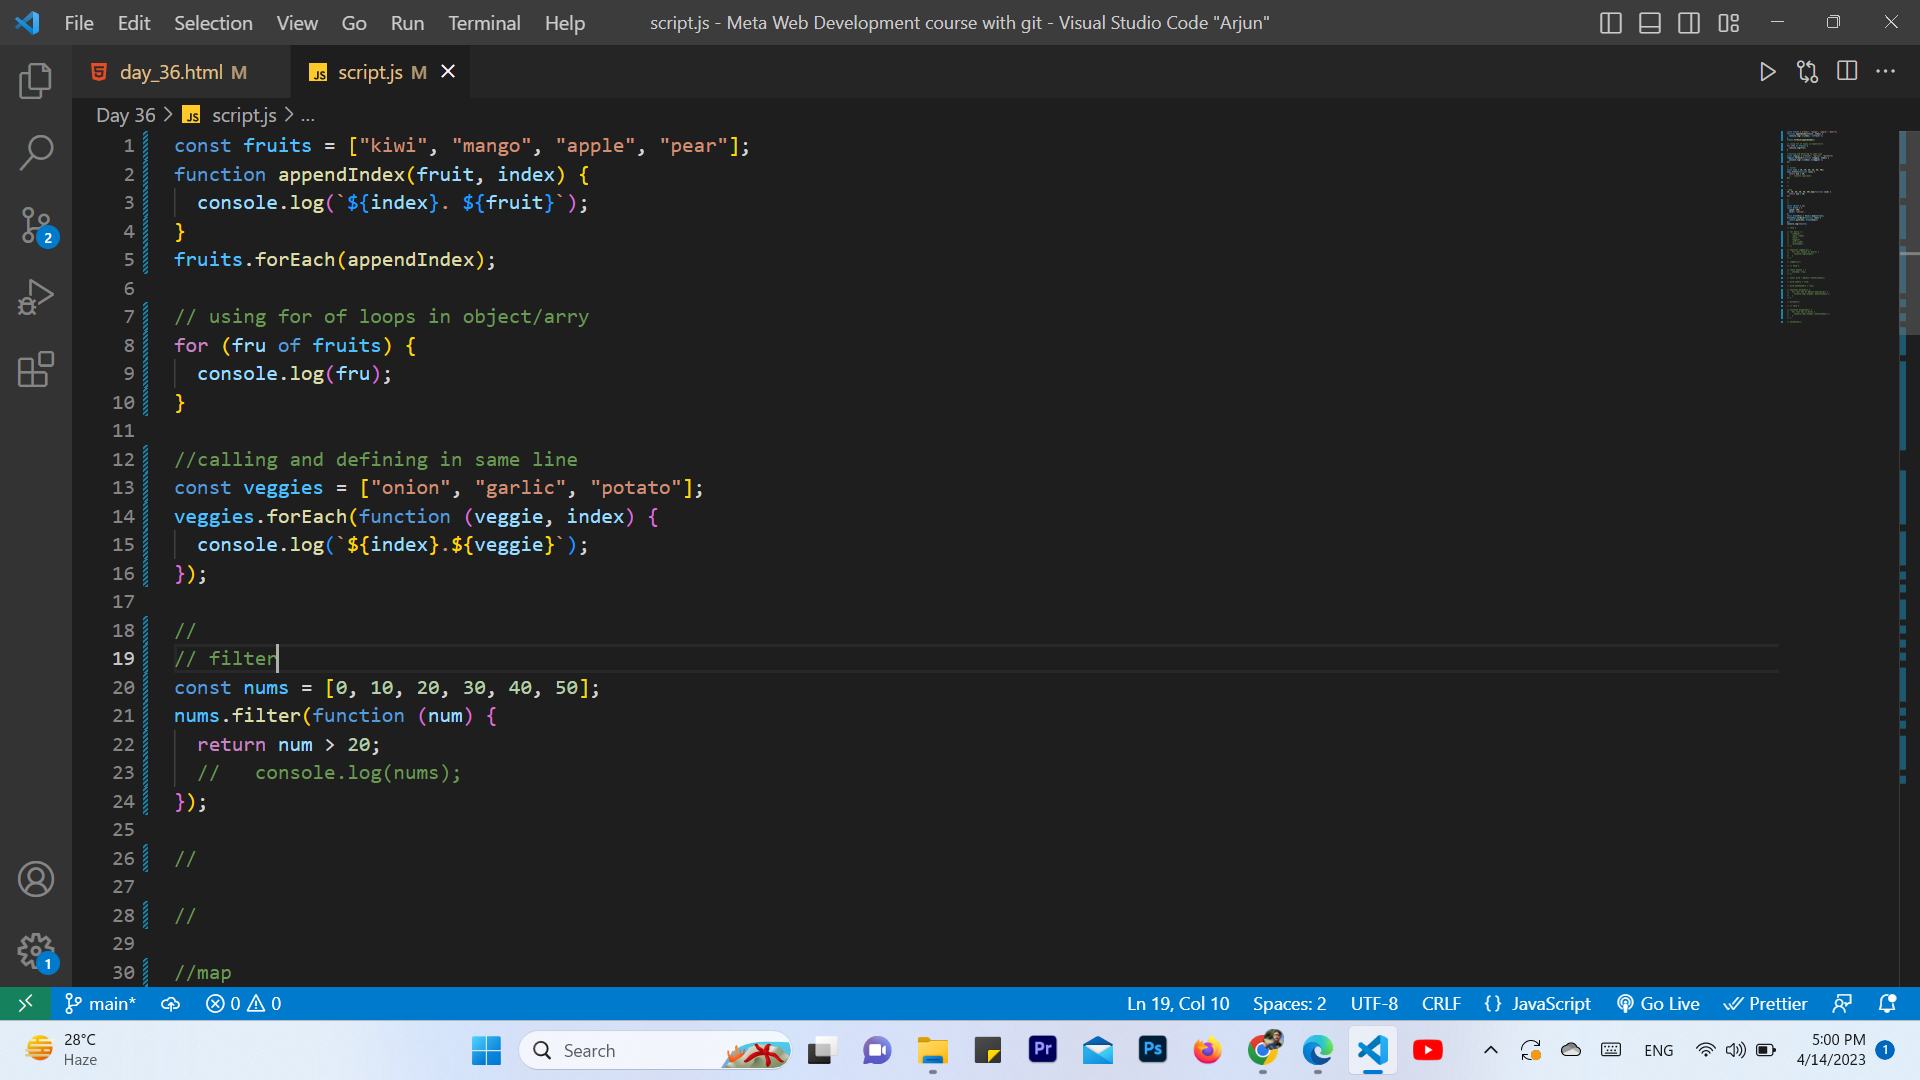 File Edit Selection View Go Run Terminal Help script.js - Meta Web Development course with git - Visual Studio Code "Arjun"
day_36.html M JS script.js M
Day 36 > JS script.js > ...
1 const fruits = ["kiwi", "mango", "apple", "pear"];
2 function appendIndex(fruit, index) {
3 console.log(`${index}. ${fruit}`);
4 }
5 fruits.forEach(appendIndex);
6
7 // using for of loops in object/arry
8 for (fru of fruits) {
9 console.log(fru);
10 }
11
12 //calling and defining in same line
13 const veggies = ["onion", "garlic", "potato"];
14 veggies.forEach(function (veggie, index) {
15 console.log(`${index}.${veggie}`);
16 });
17
18 //
19 // filter
20 const nums = [0, 10, 20, 30, 40, 50];
21 nums.filter(function (num) {
22 return num > 20;
23 //   console.log(nums);
24 });
25
26 //
27
28 //
29
30 //map
2
1
main* 0 0 Ln 19, Col 10 Spaces: 2 UTF-8 CRLF {} JavaScript Go Live Prettier
28°C
Haze
Search Pr Ps ENG
5:00 PM
4/14/2023 1